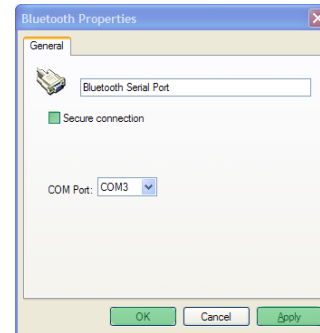 Bluetooth Properties
General
Bluetooth Serial Port
Secure connection
COM Port: COM3
OK Cancel Apply